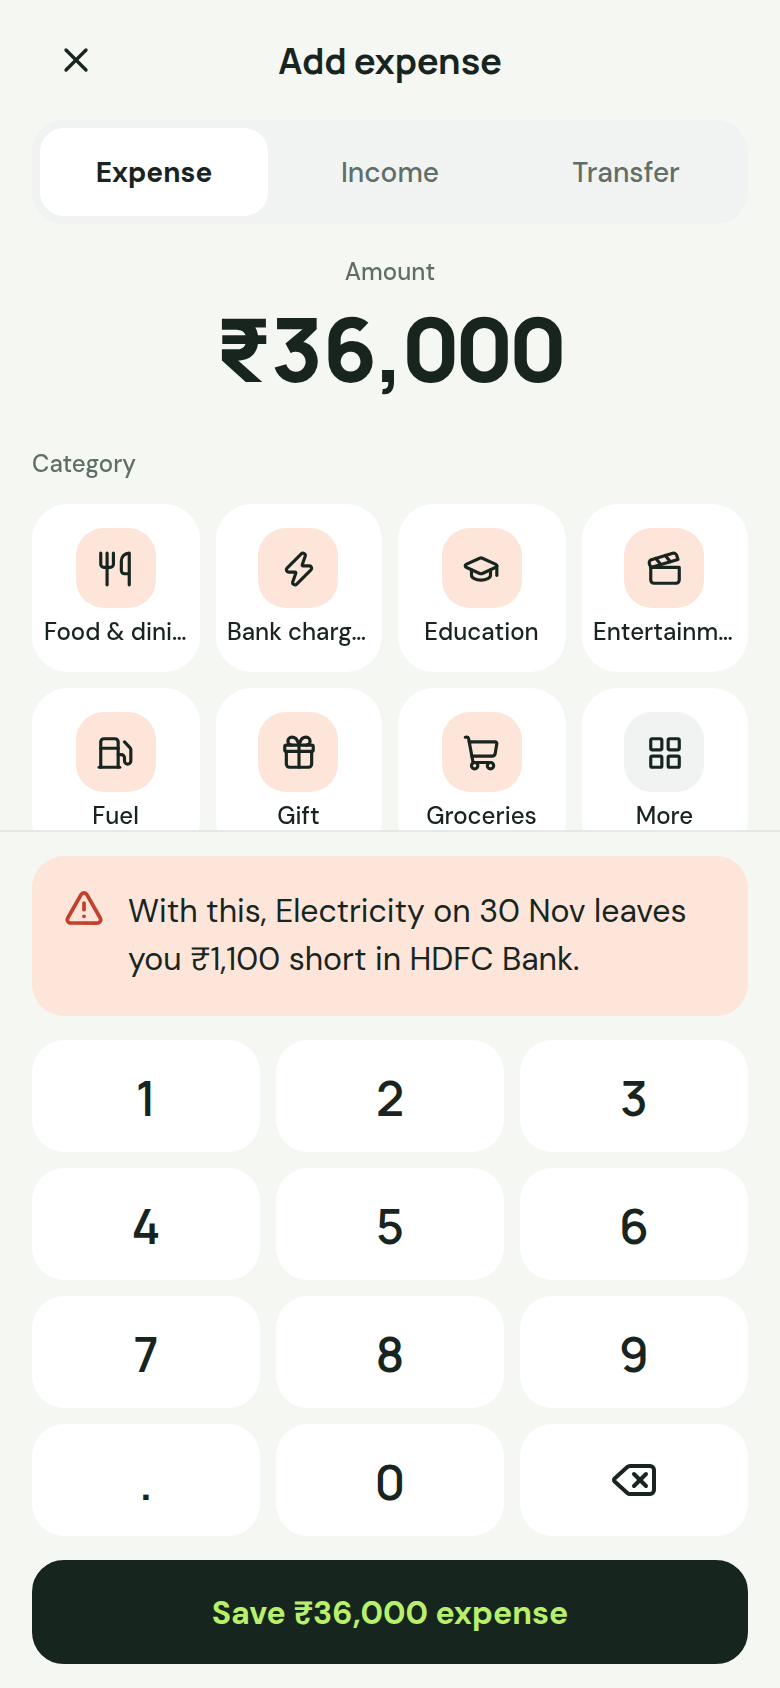 Add expense
Expense
Income
Transfer
Amount
₹36,000
Category
Food & dini...
Bank charg...
Education
Entertainm...
Fuel
Gift
Groceries
More
With this, Electricity on 30 Nov leaves
you ₹1,100 short in HDFC Bank.
1
2
3
4
5
6
7
8
9
.
0
Save ₹36,000 expense